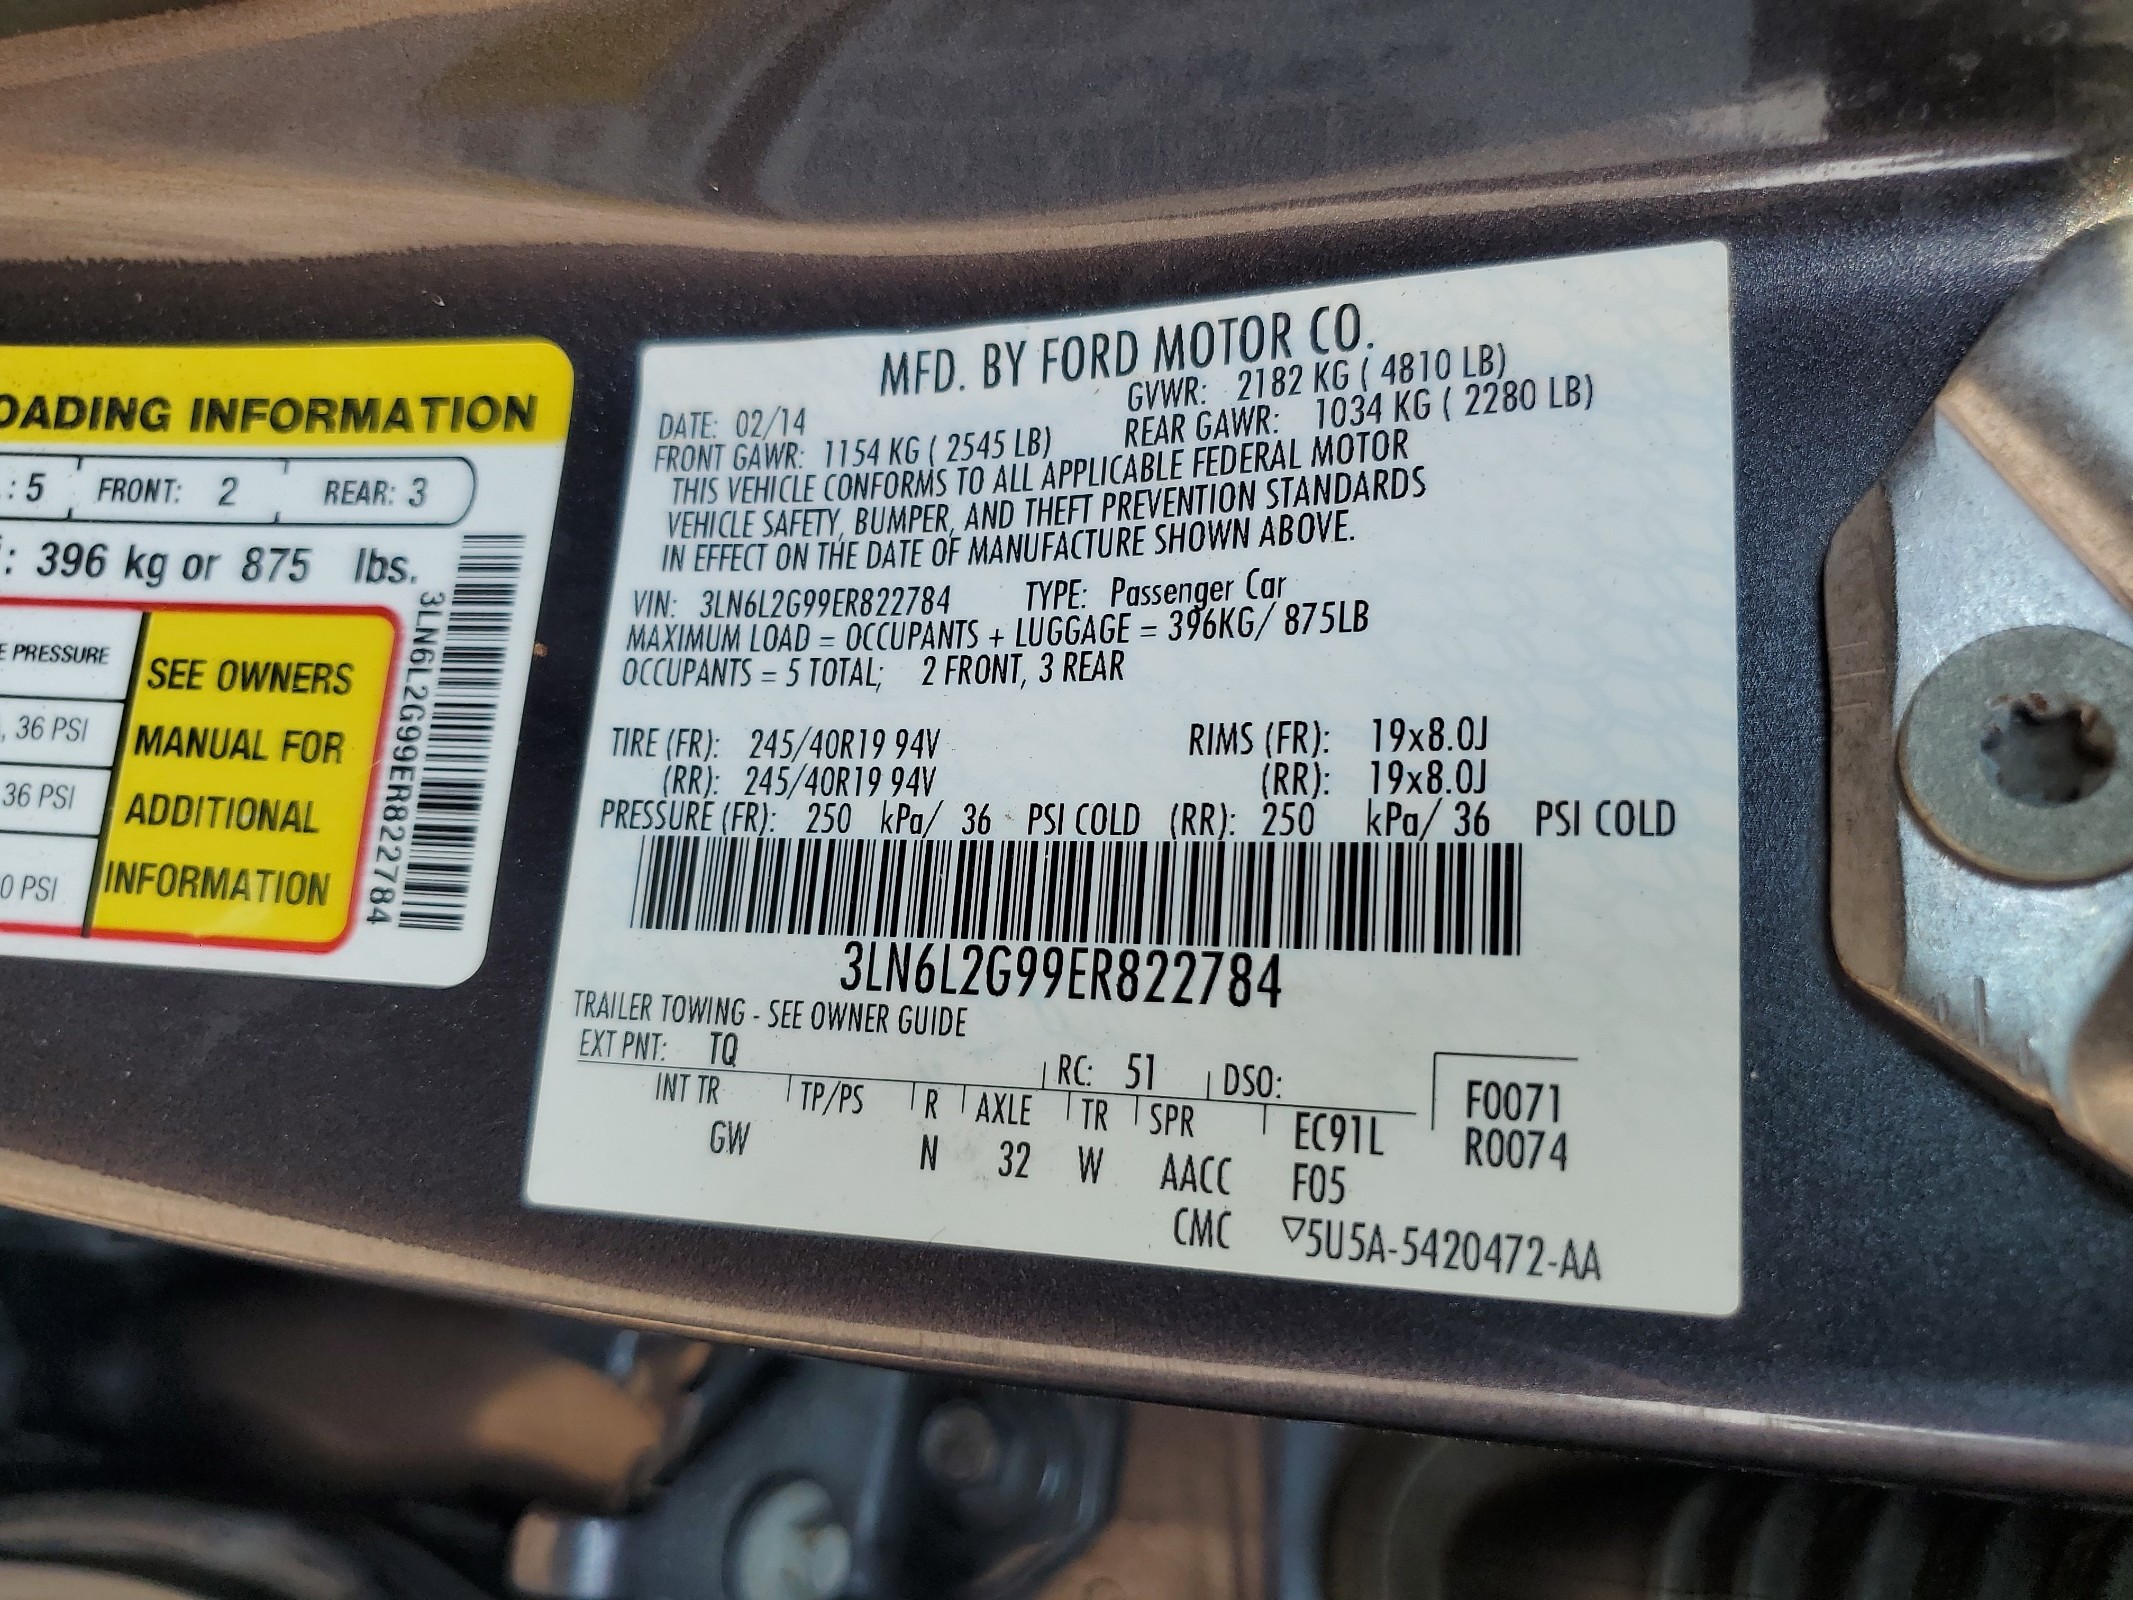 OADING INFORMATION
: 5 FRONT: 2 REAR: 3
: 396 kg or 875 lbs.
E PRESSURE
, 36 PSI
36 PSI
0 PSI
SEE OWNERS
MANUAL FOR
ADDITIONAL
INFORMATION
3LN6L2G99ER822784
MFD. BY FORD MOTOR CO.
DATE: 02/14 GVWR: 2182 KG ( 4810 LB)
FRONT GAWR: 1154 KG ( 2545 LB) REAR GAWR: 1034 KG ( 2280 LB)
THIS VEHICLE CONFORMS TO ALL APPLICABLE FEDERAL MOTOR
VEHICLE SAFETY, BUMPER, AND THEFT PREVENTION STANDARDS
IN EFFECT ON THE DATE OF MANUFACTURE SHOWN ABOVE.
VIN: 3LN6L2G99ER822784 TYPE: Passenger Car
MAXIMUM LOAD = OCCUPANTS + LUGGAGE = 396KG/ 875LB
OCCUPANTS = 5 TOTAL; 2 FRONT, 3 REAR
TIRE (FR): 245/40R19 94V RIMS (FR): 19x8.0J
(RR): 245/40R19 94V (RR): 19x8.0J
PRESSURE (FR): 250 kPa/ 36 PSI COLD (RR): 250 kPa/ 36 PSI COLD
3LN6L2G99ER822784
TRAILER TOWING - SEE OWNER GUIDE
EXT PNT: TQ RC: 51 DSO: F0071
INT TR TP/PS R AXLE TR SPR EC91L R0074
GW N 32 W AACC F05
CMC ▽5U5A-5420472-AA